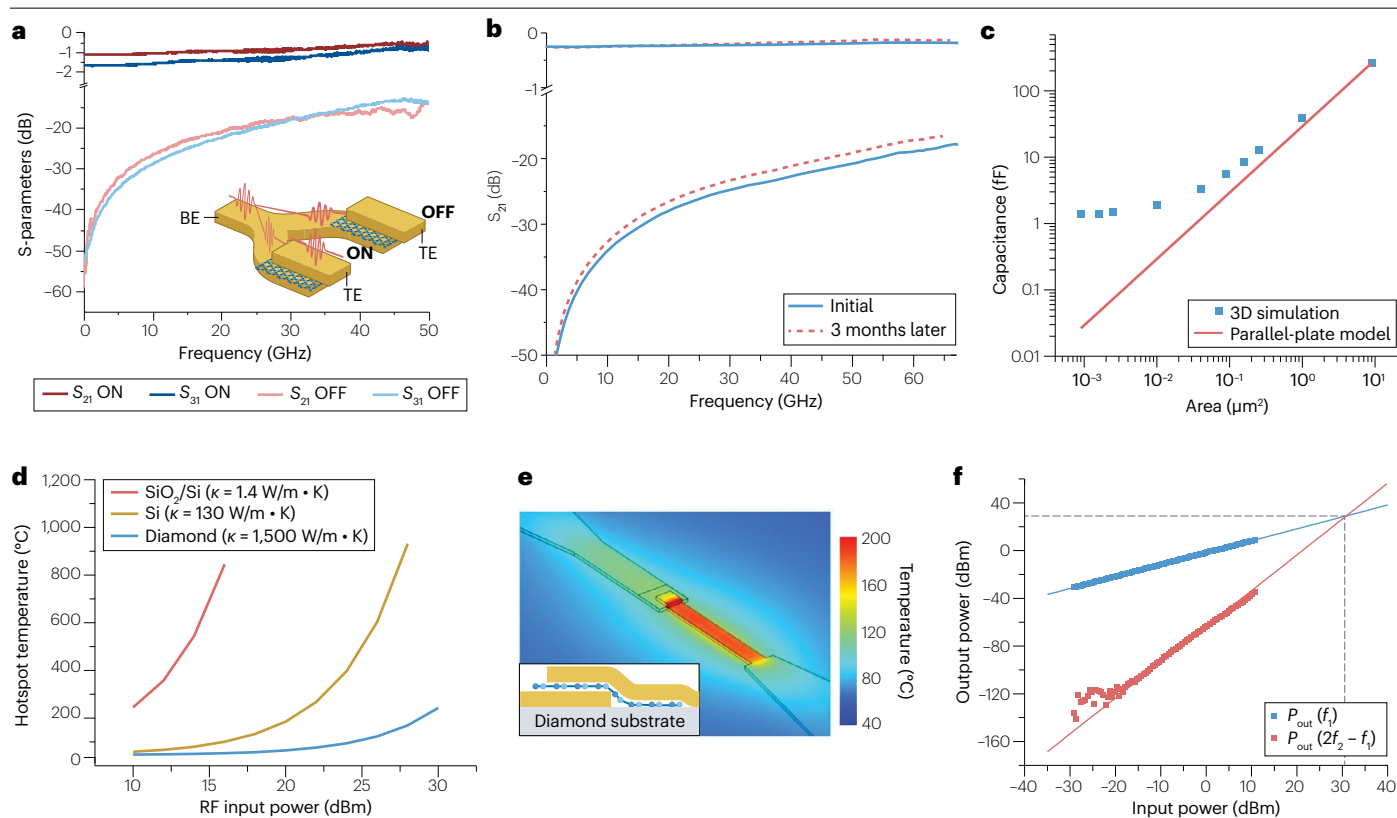 a
0
−1
−2
−20
−30
−40
−50
−60
S-parameters (dB)
BE
OFF
TE
ON
TE
0
10
20
30
40
50
Frequency (GHz)
S21 ON
S31 ON
S21 OFF
S31 OFF
b
0
−1
−20
−30
−40
−50
S21 (dB)
Initial
3 months later
0
10
20
30
40
50
60
Frequency (GHz)
c
100
10
1
0.1
0.01
Capacitance (fF)
3D simulation
Parallel-plate model
10−3
10−2
10−1
100
101
Area (µm2)
d
1,200
1,000
800
600
400
200
0
Hotspot temperature (°C)
SiO2/Si (κ = 1.4 W/m • K)
Si (κ = 130 W/m • K)
Diamond (κ = 1,500 W/m • K)
10
15
20
25
30
RF input power (dBm)
e
Diamond substrate
200
160
120
80
40
Temperature (°C)
f
40
0
−40
−80
−120
−160
Output power (dBm)
Pout (f1)
Pout (2f2 − f1)
−40
−30
−20
−10
0
10
20
30
40
Input power (dBm)